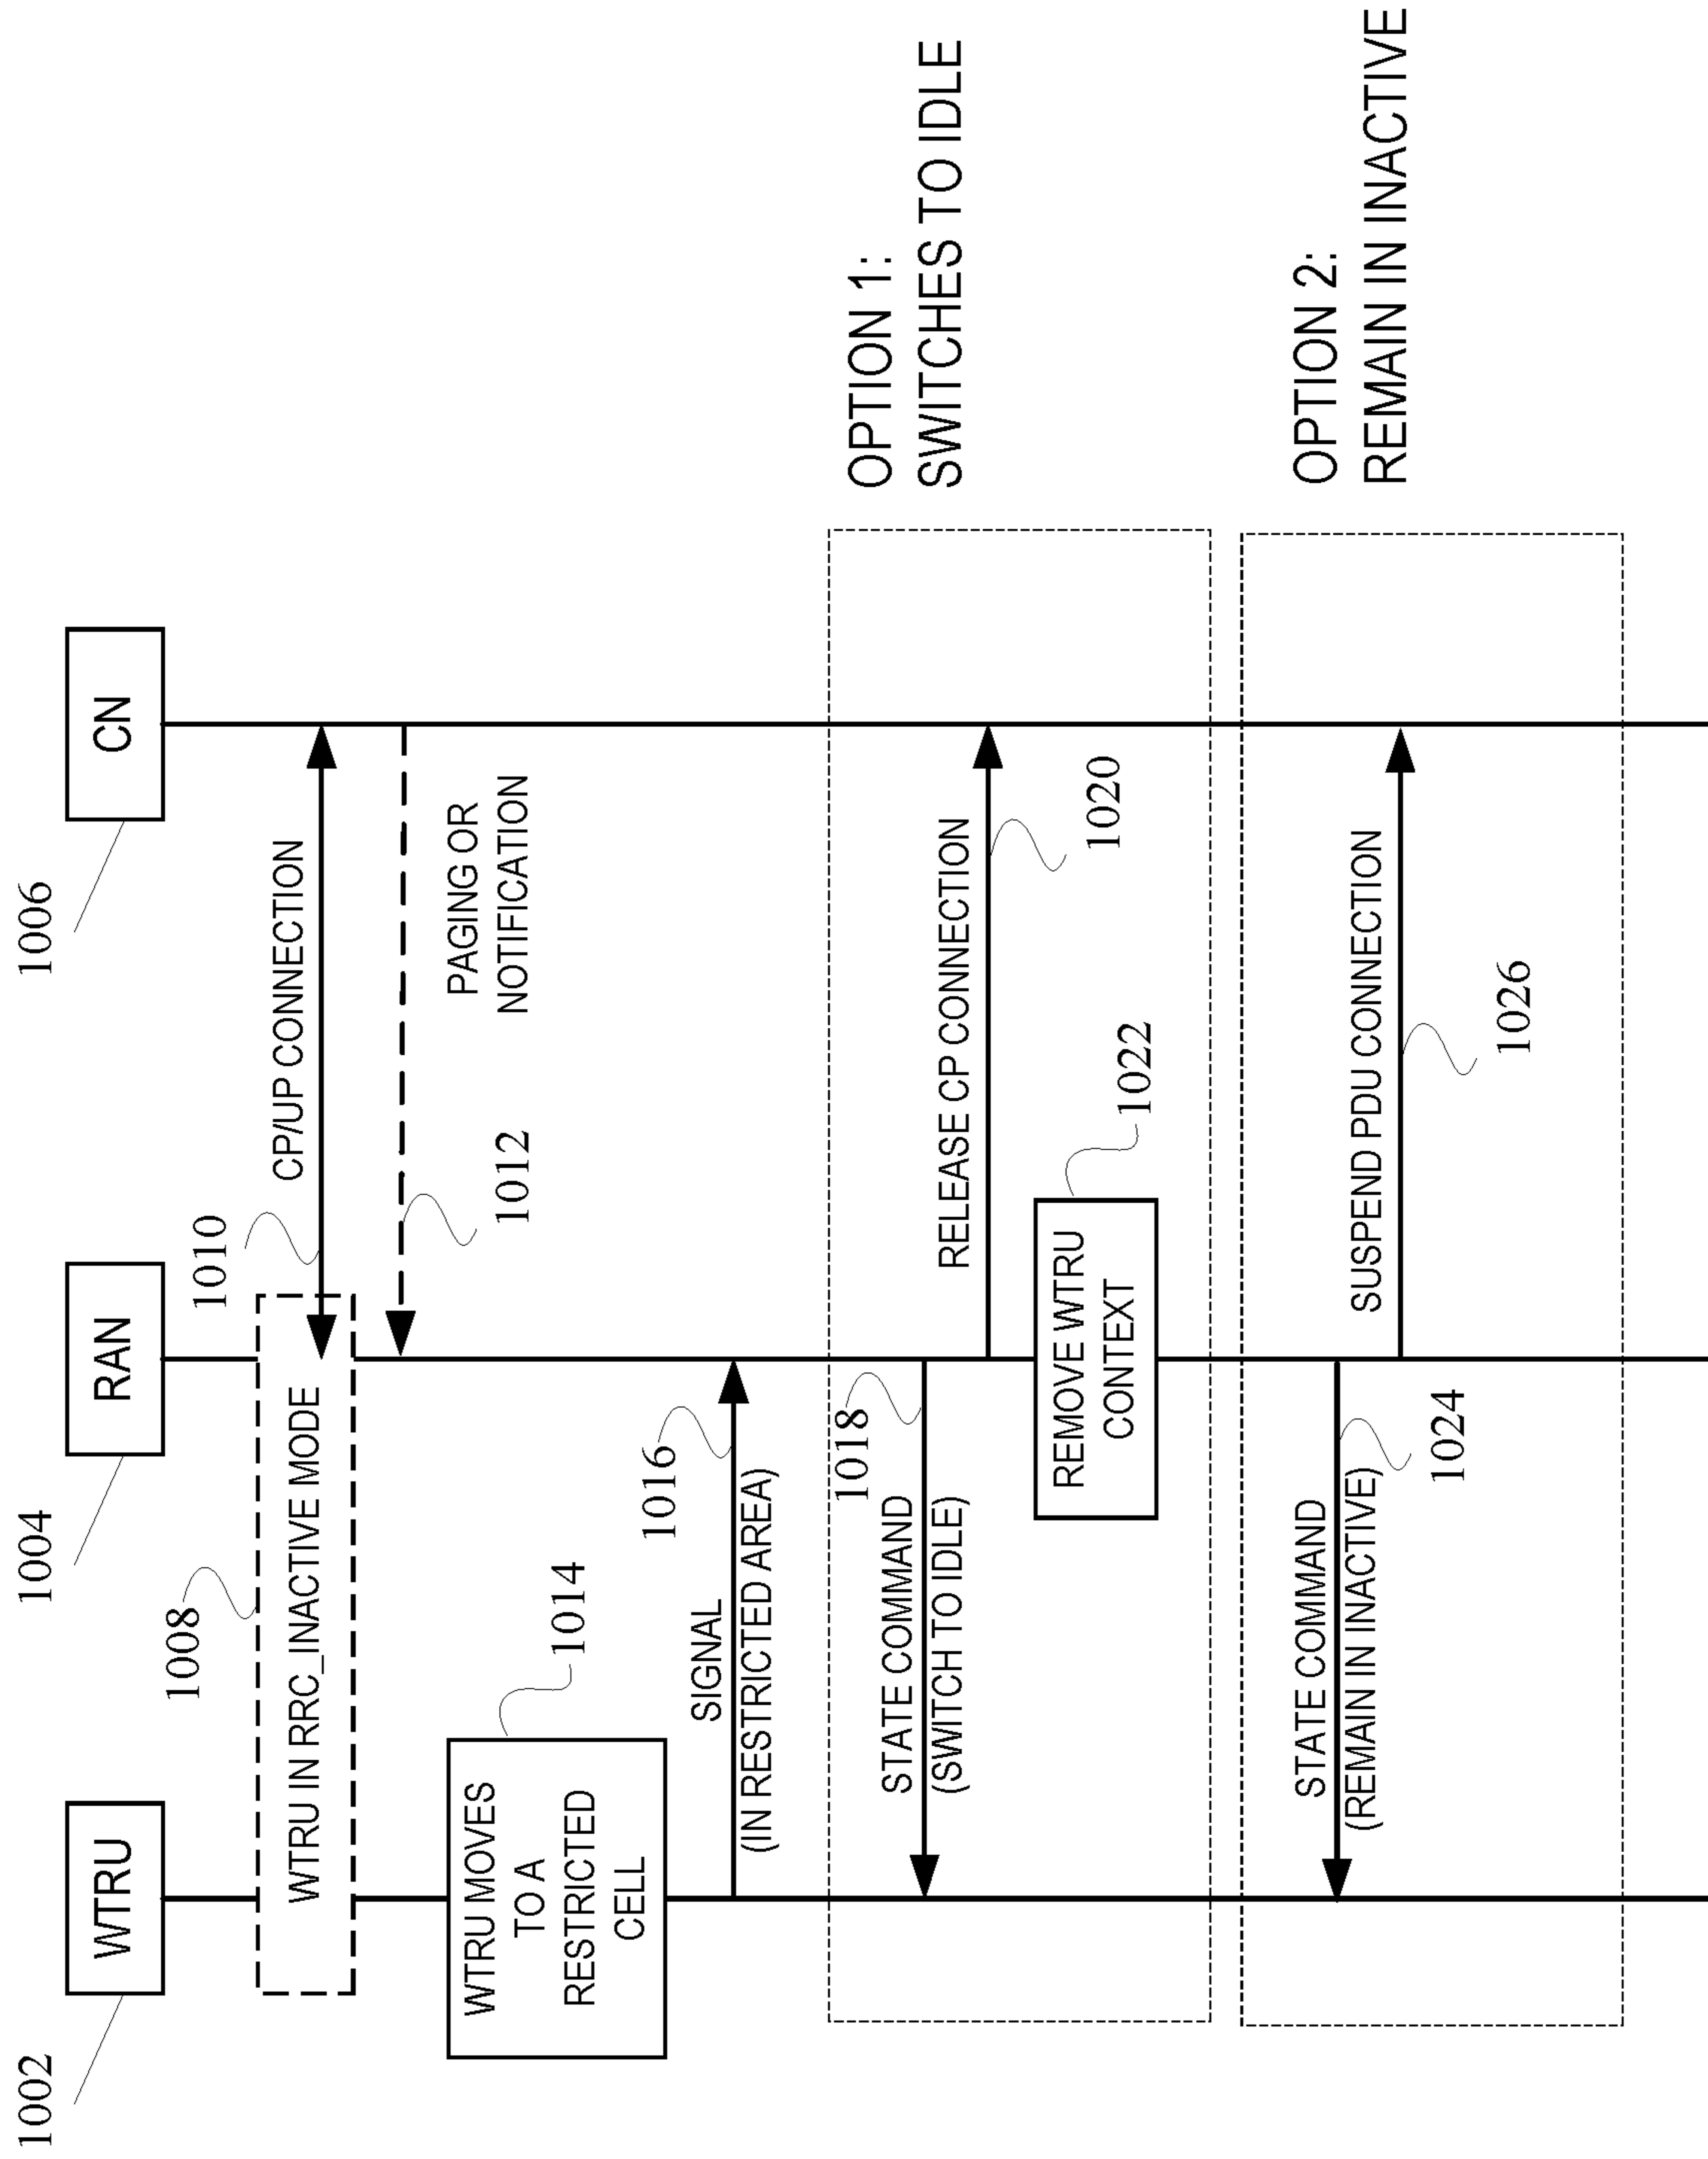 1002
WTRU
1004
RAN
1006
CN
1008
WTRU IN RRC_INACTIVE MODE
1010
CP/UP CONNECTION
1012
PAGING OR
NOTIFICATION
WTRU MOVES
TO A
RESTRICTED
CELL
1014
SIGNAL
(IN RESTRICTED AREA)
1016
OPTION 1:
SWITCHES TO IDLE
STATE COMMAND
(SWITCH TO IDLE)
1018
RELEASE CP CONNECTION
1020
REMOVE WTRU
CONTEXT
1022
OPTION 2:
REMAIN IN INACTIVE
STATE COMMAND
(REMAIN IN INACTIVE)
1024
SUSPEND PDU CONNECTION
1026